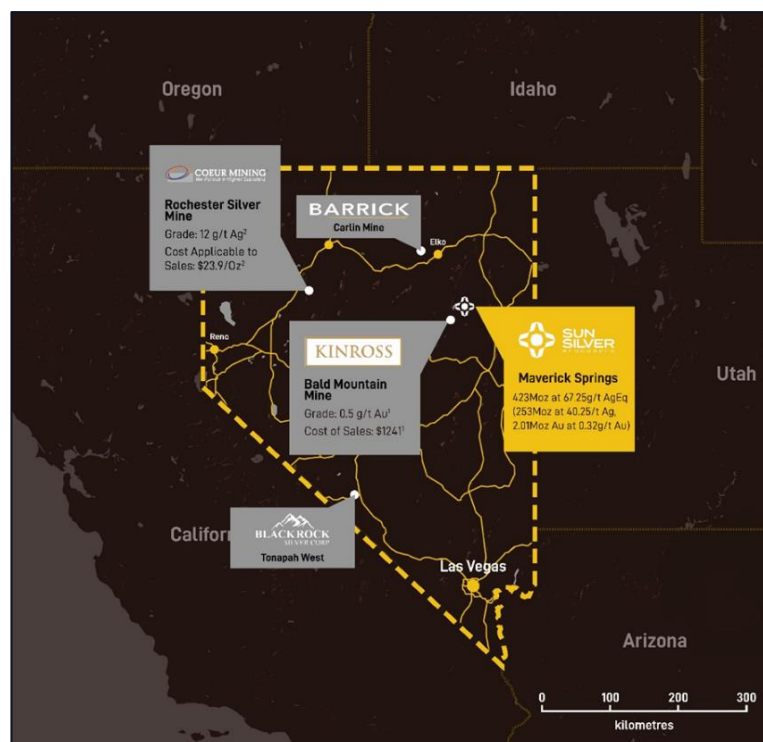 Oregon
Idaho
COEUR MINING
Rochester Silver
Mine
Grade: 12 g/t Ag²
Cost Applicable to
Sales: $23.9/Oz²
BARRICK
Carlin Mine
Elko
Reno
KINROSS
Bald Mountain
Mine
Grade: 0.5 g/t Au¹
Cost of Sales: $1241¹
SUN
SILVER
Maverick Springs
423Moz at 67.25g/t AgEq
(253Moz at 40.25/t Ag,
2.01Moz Au at 0.32g/t Au)
Utah
BLACKROCK
SILVER CORP
Tonapah West
Californ
Las Vegas
Arizona
0 100 200 300
kilometres